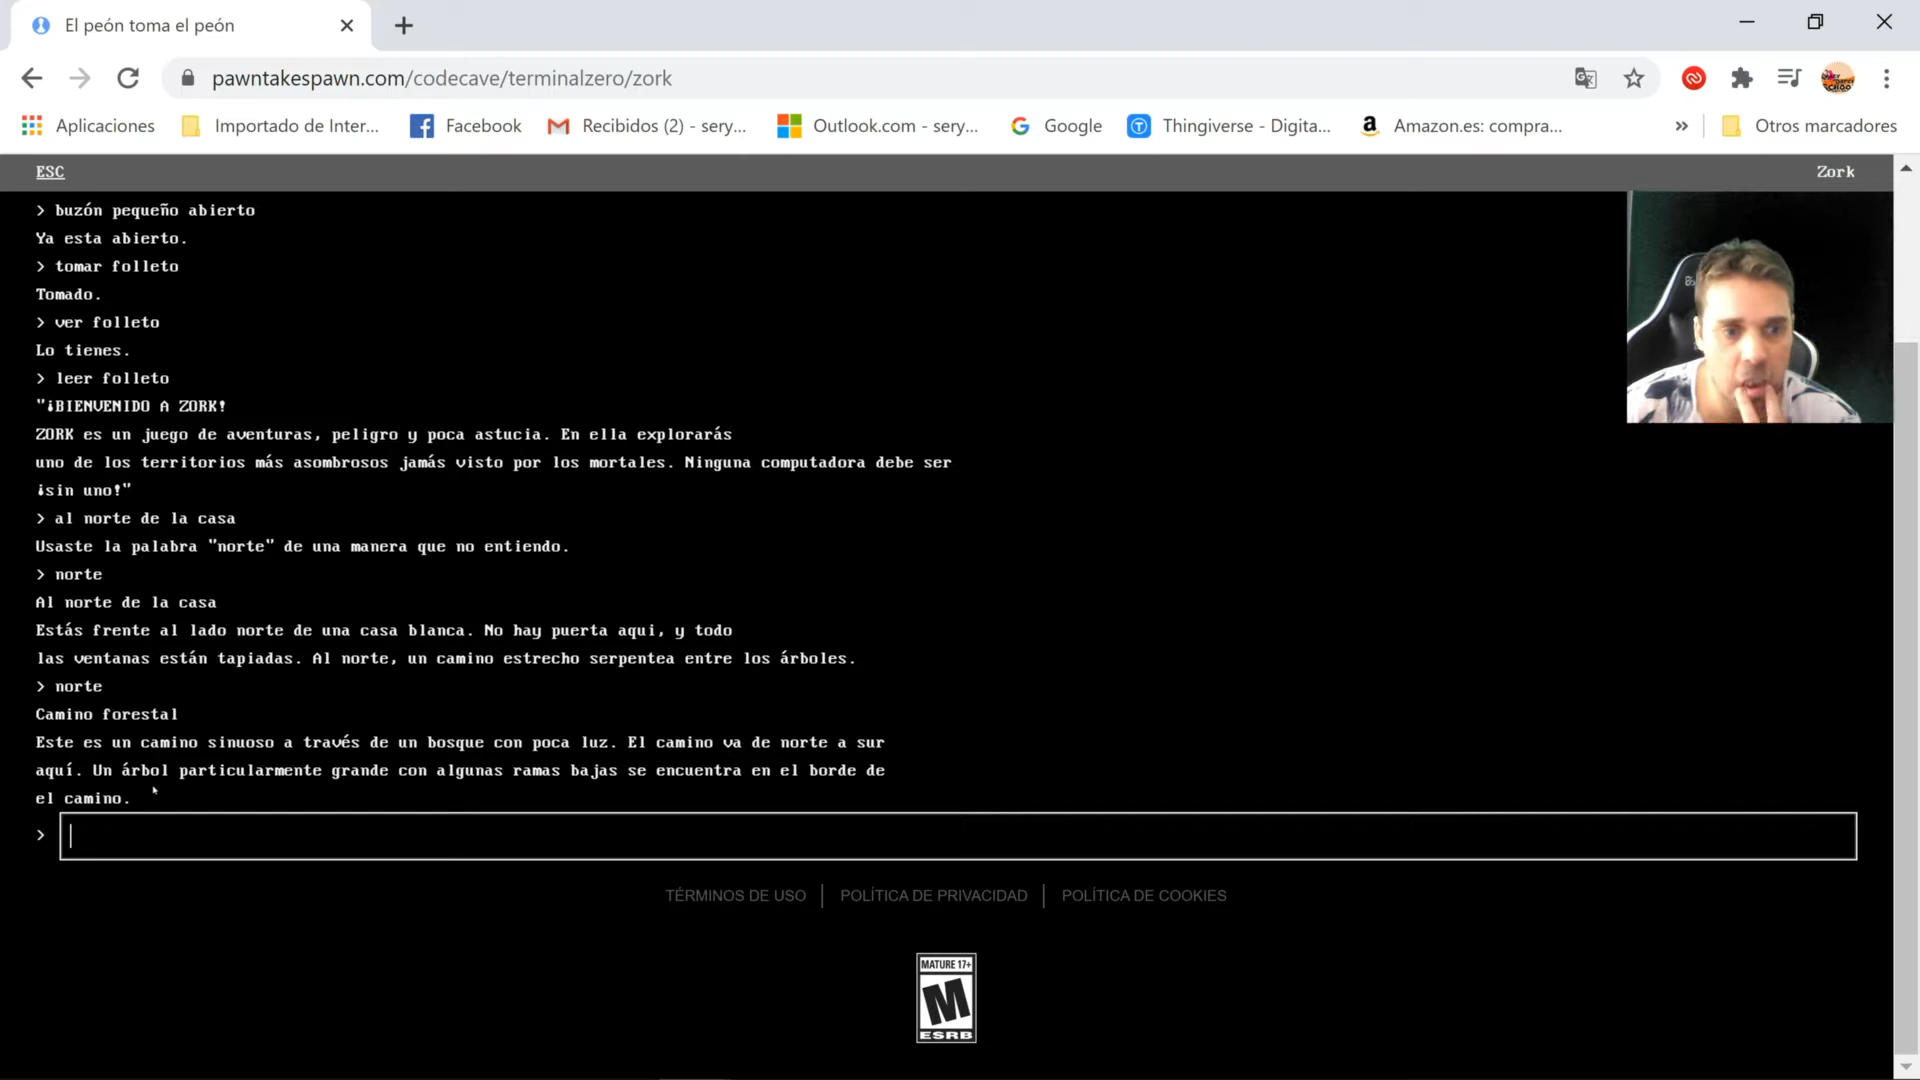 El peón toma el peón
pawntakespawn.com/codecave/terminalzero/zork
Aplicaciones
Importado de Inter...
Facebook
Recibidos (2) - sery...
Outlook.com - sery...
Google
Thingiverse - Digita...
Amazon.es: compra...
»
Otros marcadores
ESC
Zork
> buzón pequeño abierto
Ya esta abierto.
> tomar folleto
Tomado.
> ver folleto
Lo tienes.
> leer folleto
"¡BIENVENIDO A ZORK!
ZORK es un juego de aventuras, peligro y poca astucia. En ella explorarás
uno de los territorios más asombrosos jamás visto por los mortales. Ninguna computadora debe ser
¡sin uno!"
> al norte de la casa
Usaste la palabra "norte" de una manera que no entiendo.
> norte
Al norte de la casa
Estás frente al lado norte de una casa blanca. No hay puerta aqui, y todo
las ventanas están tapiadas. Al norte, un camino estrecho serpentea entre los árboles.
> norte
Camino forestal
Este es un camino sinuoso a través de un bosque con poca luz. El camino va de norte a sur
aquí. Un árbol particularmente grande con algunas ramas bajas se encuentra en el borde de
el camino.
>
TÉRMINOS DE USO
POLÍTICA DE PRIVACIDAD
POLÍTICA DE COOKIES
MATURE 17+
M
ESRB